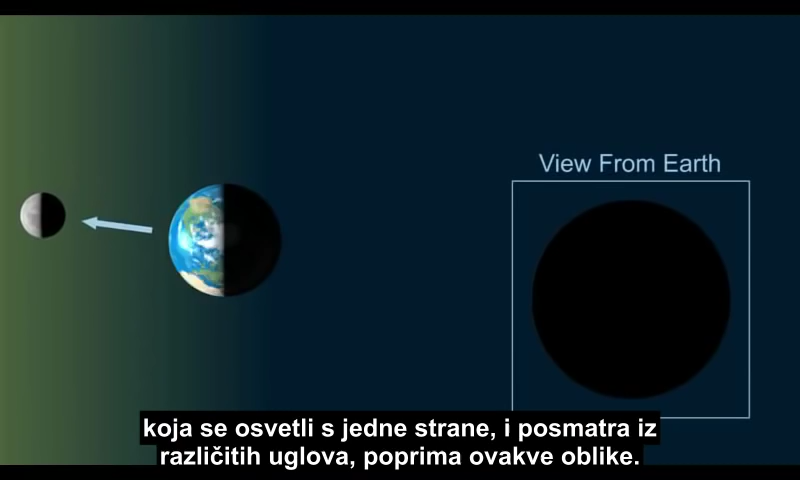 View From Earth
koja se osvetli s jedne strane, i posmatra iz
različitih uglova, poprima ovakve oblike.